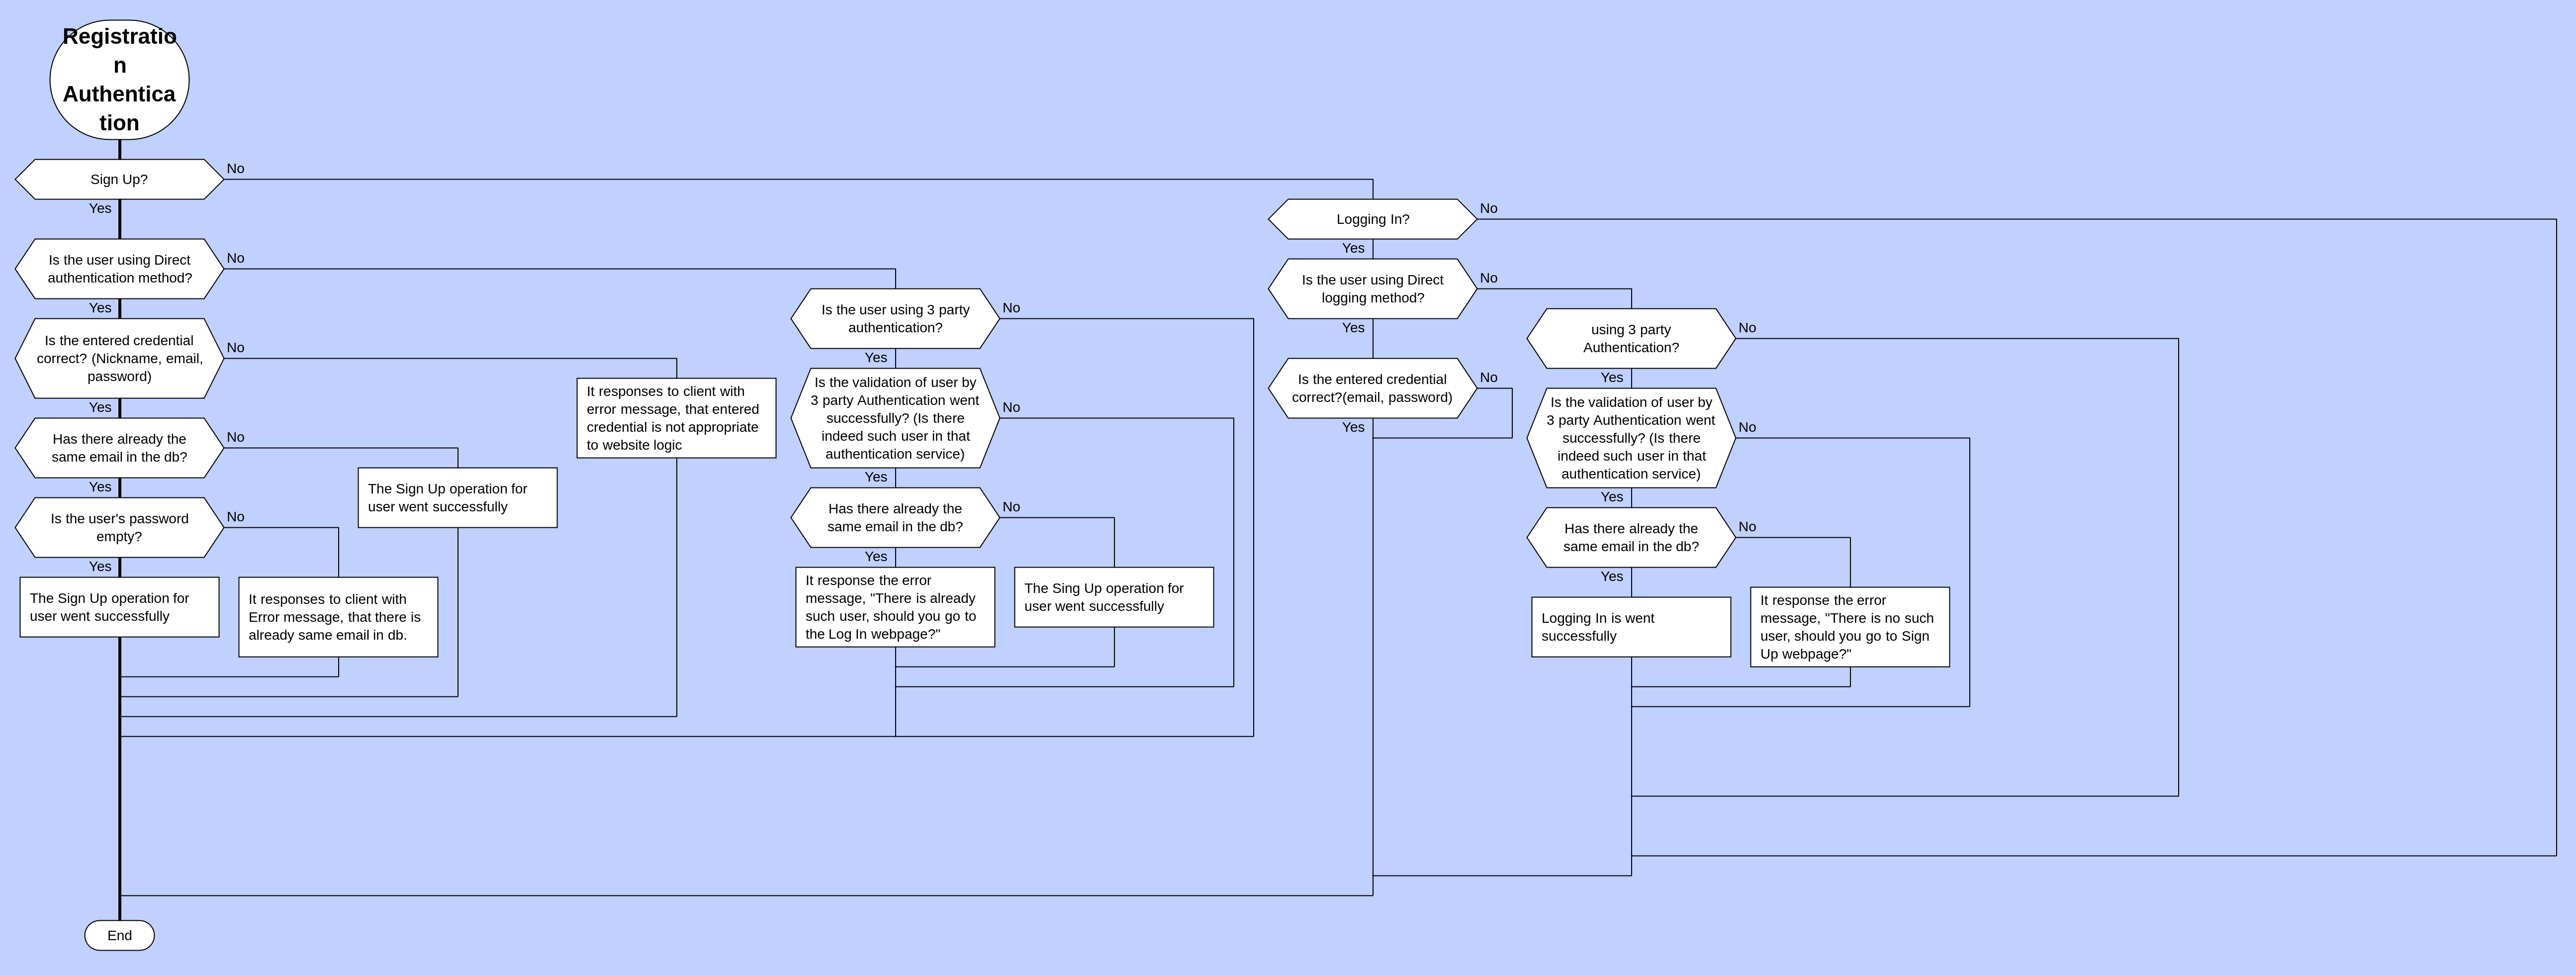 Registratio
n
Authentica
tion
Sign Up?
No
Yes
Is the user using Direct
authentication method?
No
Yes
Is the entered credential
correct? (Nickname, email,
password)
No
Yes
Has there already the
same email in the db?
No
Yes
Is the user's password
empty?
No
Yes
The Sign Up operation for
user went successfully
It responses to client with
Error message, that there is
already same email in db.
The Sign Up operation for
user went successfully
It responses to client with
error message, that entered
credential is not appropriate
to website logic
Is the user using 3 party
authentication?
No
Yes
Is the validation of user by
3 party Authentication went
successfully? (Is there
indeed such user in that
authentication service)
No
Yes
Has there already the
same email in the db?
No
Yes
It response the error
message, "There is already
such user, should you go to
the Log In webpage?"
The Sing Up operation for
user went successfully
Logging In?
No
Yes
Is the user using Direct
logging method?
No
Yes
Is the entered credential
correct?(email, password)
No
Yes
using 3 party
Authentication?
No
Yes
Is the validation of user by
3 party Authentication went
successfully? (Is there
indeed such user in that
authentication service)
No
Yes
Has there already the
same email in the db?
No
Yes
Logging In is went
successfully
It response the error
message, "There is no such
user, should you go to Sign
Up webpage?"
End